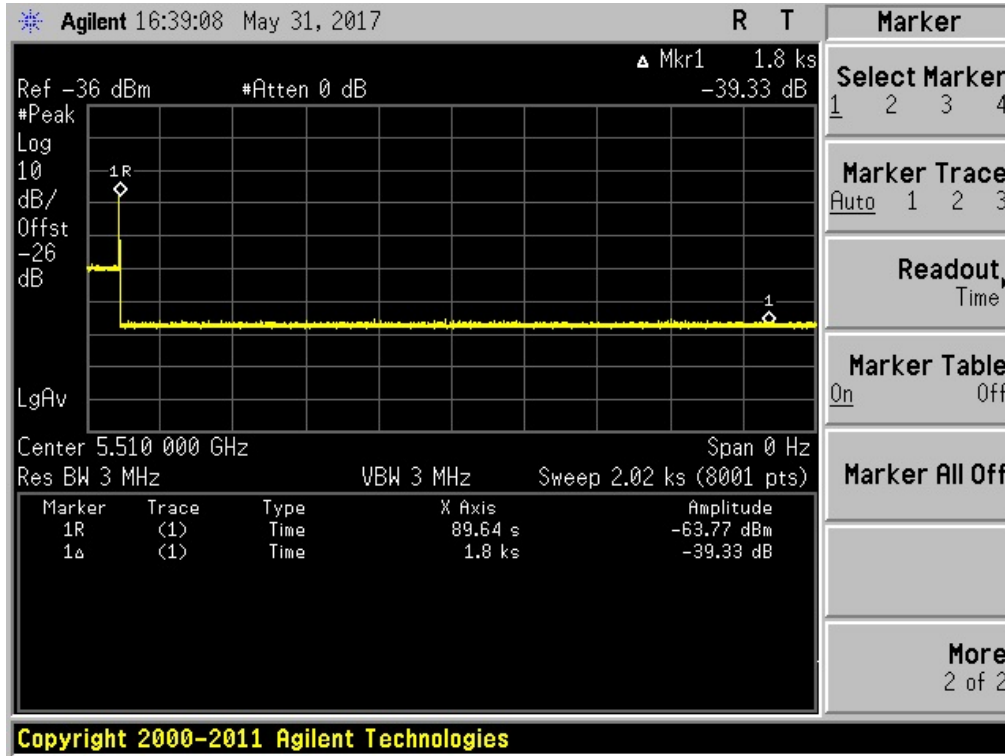 Agilent 16:39:08 May 31, 2017 R T
Marker
Δ Mkr1 1.8 ks
Ref -36 dBm #Atten 0 dB -39.33 dB
#Peak
Log
10
dB/
Offst
-26
dB
1R
1
LgAv
Center 5.510 000 GHz Span 0 Hz
Res BW 3 MHz VBW 3 MHz Sweep 2.02 ks (8001 pts)
Marker Trace Type X Axis Amplitude
1R (1) Time 89.64 s -63.77 dBm
1Δ (1) Time 1.8 ks -39.33 dB
Select Marker
1 2 3 4
Marker Trace
Auto 1 2 3
Readout
Time
Marker Table
On Off
Marker All Off
More
2 of 2
Copyright 2000-2011 Agilent Technologies